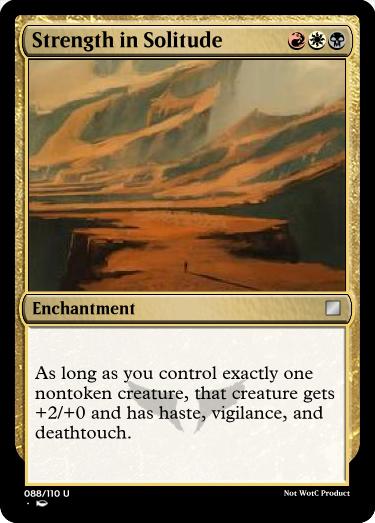 Strength in Solitude
Enchantment
As long as you control exactly one
nontoken creature, that creature gets
+2/+0 and has haste, vigilance, and
deathtouch.
088/110 U
Not WotC Product